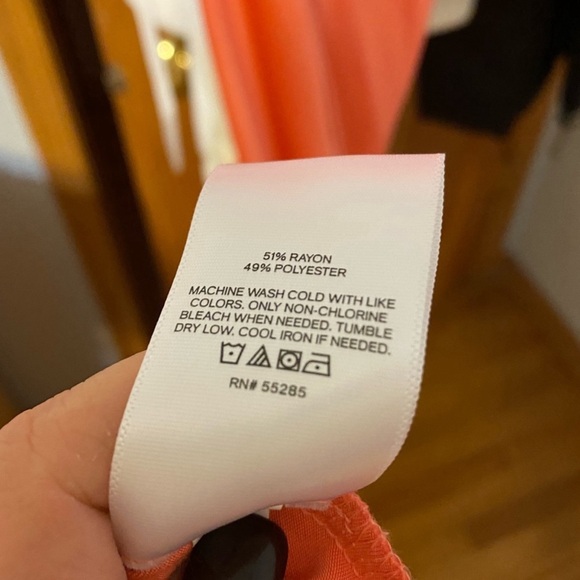 51% RAYON
49% POLYESTER
MACHINE WASH COLD WITH LIKE
COLORS. ONLY NON-CHLORINE
BLEACH WHEN NEEDED. TUMBLE
DRY LOW. COOL IRON IF NEEDED.
RN# 55285